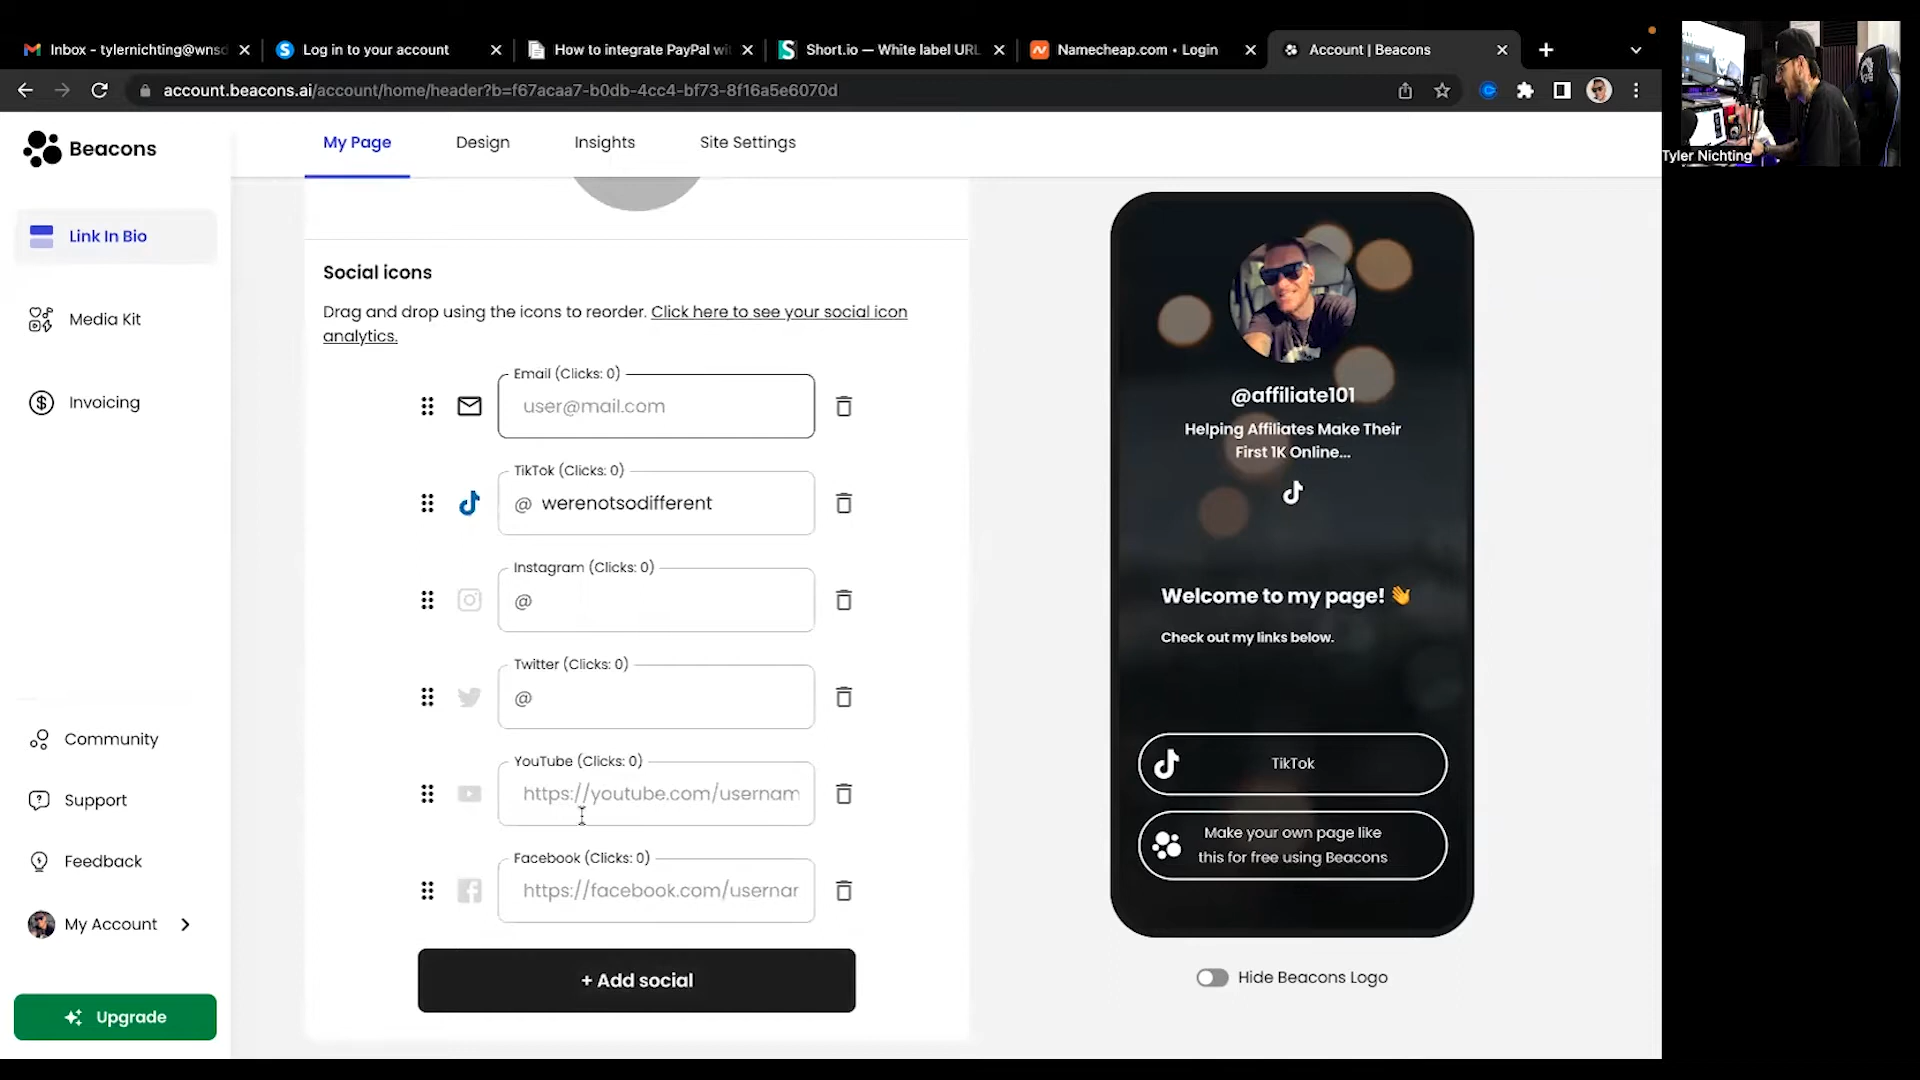 Inbox - tylernichting@wnsd
Log in to your account
How to integrate PayPal wit
Short.io — White label URL
Namecheap.com • Login
Account | Beacons
account.beacons.ai/account/home/header?b=f67acaa7-b0db-4cc4-bf73-8f16a5e6070d
Tyler Nichting
Beacons
My Page
Design
Insights
Site Settings
Link In Bio
Media Kit
Invoicing
Community
Support
Feedback
My Account
Upgrade
Social icons
Drag and drop using the icons to reorder. Click here to see your social icon
analytics.
Email (Clicks: 0)
user@mail.com
TikTok (Clicks: 0)
@ werenotsodifferent
Instagram (Clicks: 0)
@
Twitter (Clicks: 0)
@
YouTube (Clicks: 0)
https://youtube.com/usernam
Facebook (Clicks: 0)
https://facebook.com/usernar
+ Add social
@affiliate101
Helping Affiliates Make Their
First 1K Online...
Welcome to my page! 👋
Check out my links below.
TikTok
Make your own page like
this for free using Beacons
Hide Beacons Logo